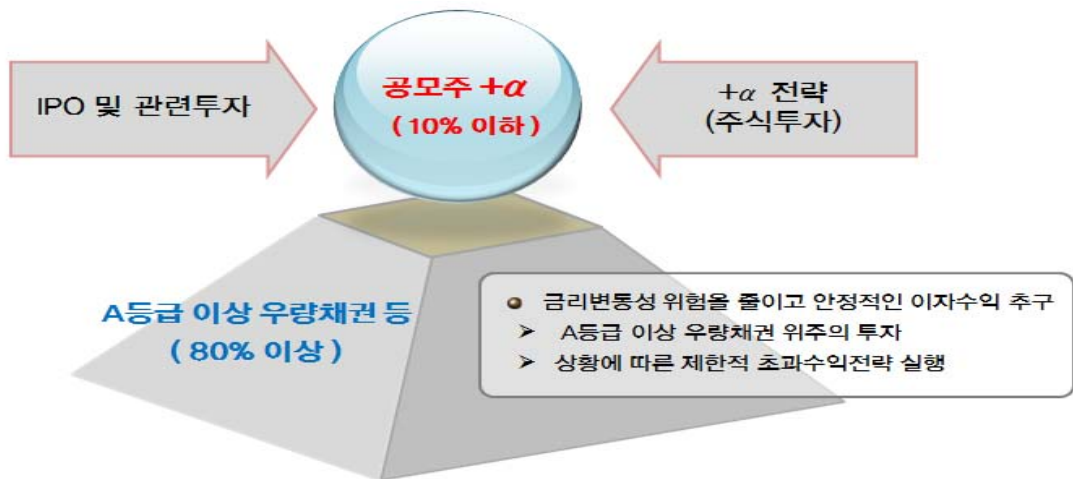 IPO 및 관련투자
공모주 +α
( 10% 이하 )
+α 전략
(주식투자)
A등급 이상 우량채권 등
( 80% 이상 )
금리변동성 위험을 줄이고 안정적인 이자수익 추구
➢ A등급 이상 우량채권 위주의 투자
➢ 상황에 따른 제한적 초과수익전략 실행